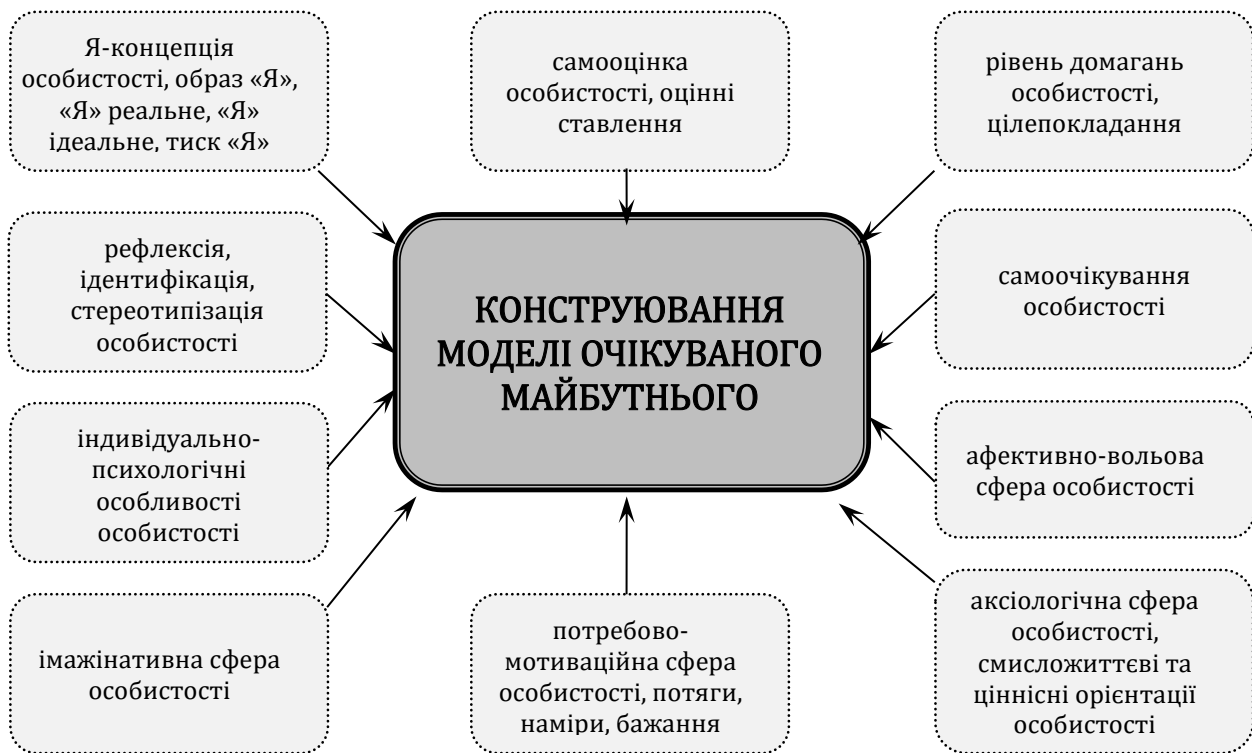 Я-концепція
особистості, образ «Я»,
«Я» реальне, «Я»
ідеальне, тиск «Я»
самооцінка
особистості, оцінні
ставлення
рівень домагань
особистості,
цілепокладання
рефлексія,
ідентифікація,
стереотипізація
особистості
КОНСТРУЮВАННЯ
МОДЕЛІ ОЧІКУВАНОГО
МАЙБУТНЬОГО
самоочікування
особистості
індивідуально-
психологічні
особливості
особистості
афективно-вольова
сфера особистості
імажінативна сфера
особистості
потребово-
мотиваційна сфера
особистості, потяги,
наміри, бажання
аксіологічна сфера
особистості,
смисложиттєві та
ціннісні орієнтації
особистості